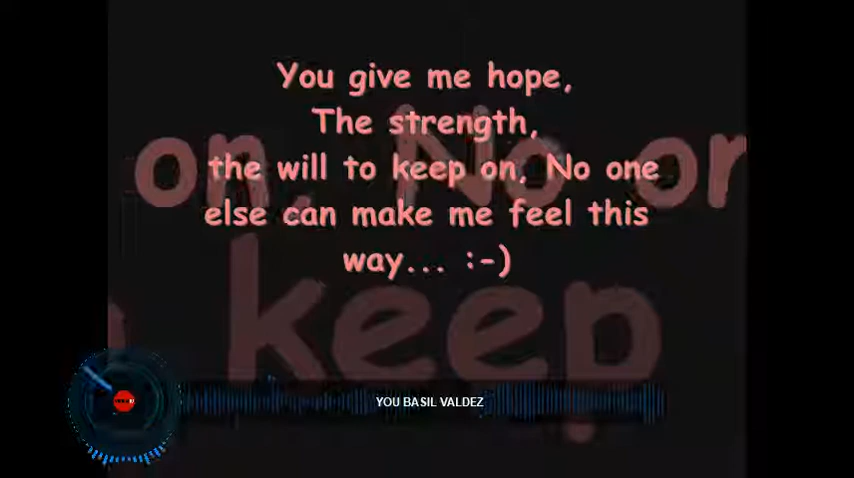 You give me hope,
The strength,
the will to keep on, No one
else can make me feel this
way... :-)
on, No on
keep
YOU BASIL VALDEZ